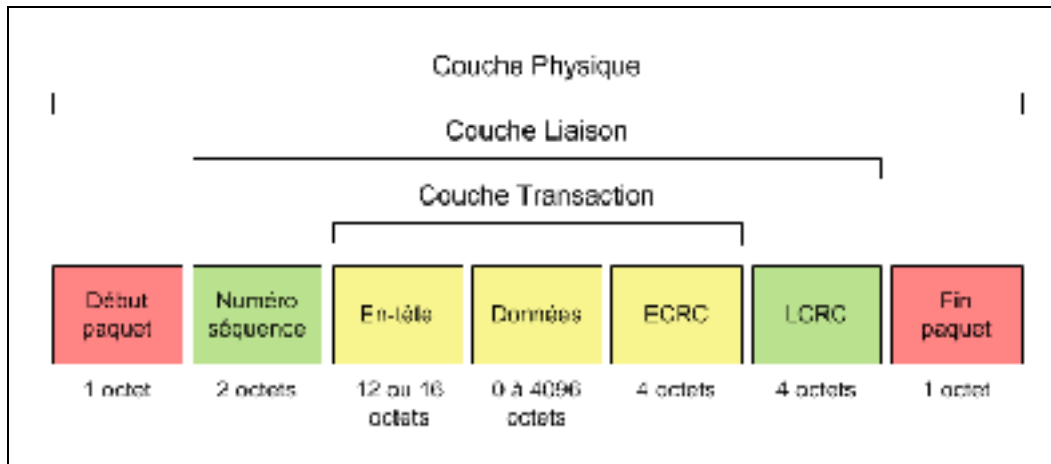 Couche Physique
Couche Liaison
Couche Transaction
Début
paquet
Numéro
séquence
En-tête
Données
ECRC
LCRC
Fin
paquet
1 octet
2 octets
12 ou 16
octets
0 à 4096
octets
4 octets
4 octets
1 octet